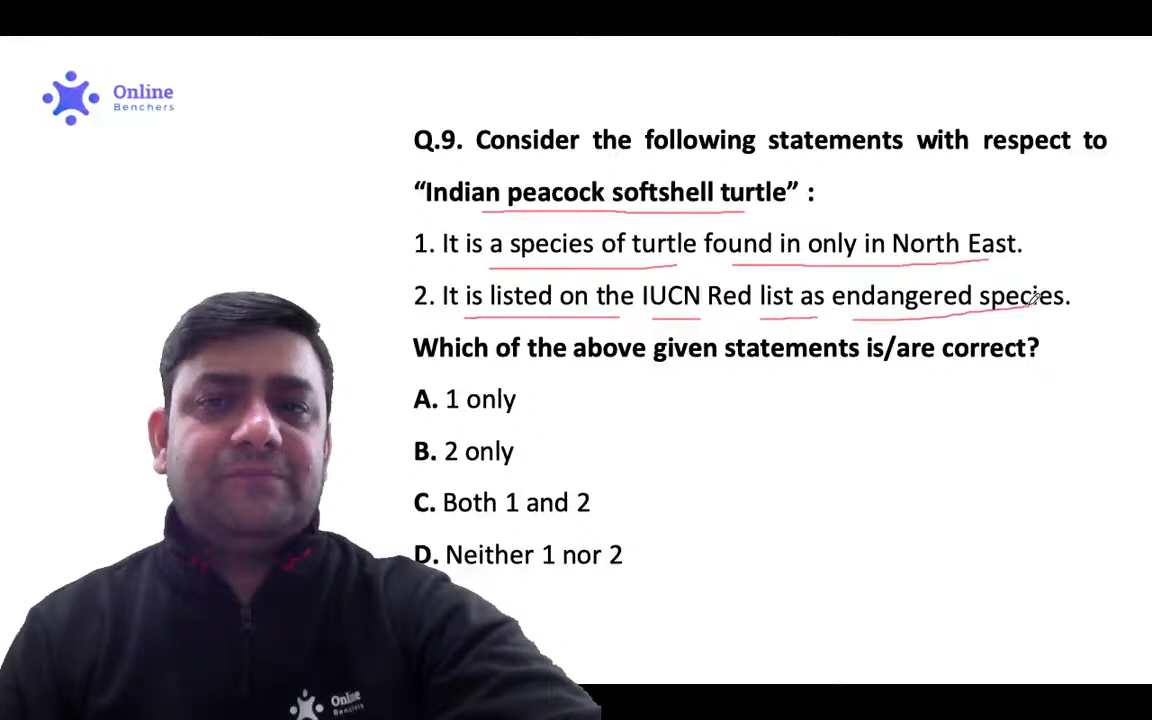 Online
Benchers
Q.9. Consider the following statements with respect to
“Indian peacock softshell turtle” :
1. It is a species of turtle found in only in North East.
2. It is listed on the IUCN Red list as endangered species.
Which of the above given statements is/are correct?
A. 1 only
B. 2 only
C. Both 1 and 2
D. Neither 1 nor 2
Online
Benchers